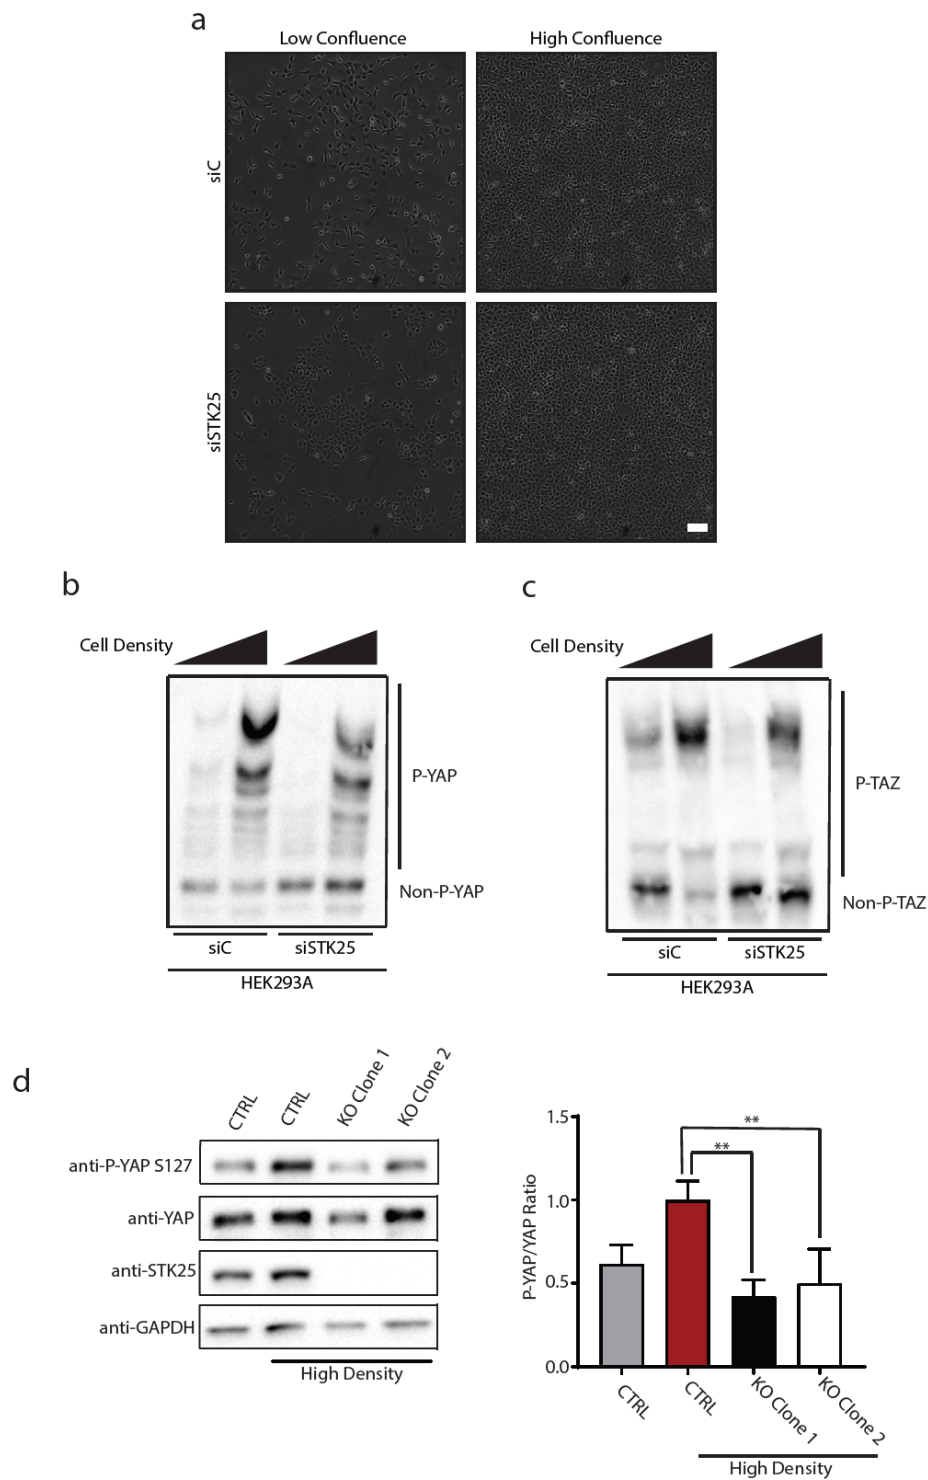 a
Low Confluence
High Confluence
siC
siSTK25
b
Cell Density
P-YAP
Non-P-YAP
siC
siSTK25
HEK293A
c
Cell Density
P-TAZ
Non-P-TAZ
siC
siSTK25
HEK293A
d
CTRL
CTRL
KO Clone 1
KO Clone 2
anti-P-YAP S127
anti-YAP
anti-STK25
anti-GAPDH
High Density
P-YAP/YAP Ratio
1.5
1.0
0.5
0.0
**
**
CTRL
CTRL
KO Clone 1
KO Clone 2
High Density